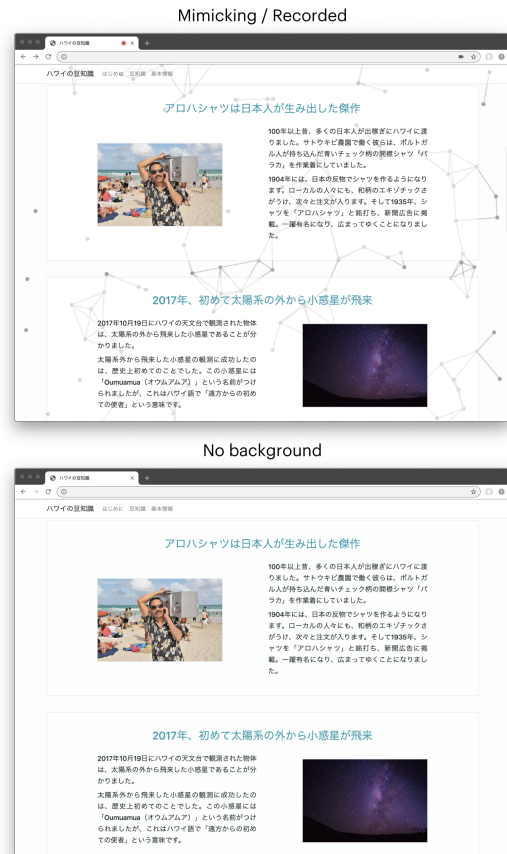 Mimicking / Recorded
ハワイの豆知識
ハワイの豆知識 はじめに 豆知識 基本情報
アロハシャツは日本人が生み出した傑作
100年以上昔、多くの日本人が出稼ぎにハワイに渡
りました。サトウキビ農園で働く彼らは、ポルトガ
ル人が持ち込んだ青いチェック柄の開襟シャツ「パ
ラカ」を作業着にしていました。
1904年には、日本の反物でシャツを作るようになり
ます。ローカルの人々にも、和柄のエキゾチックさ
がうけ、次々と注文が入ります。そして1935年、シ
ャツを「アロハシャツ」と銘打ち、新聞広告に掲
載。一躍有名になり、広まってゆくことになりまし
た。
2017年、初めて太陽系の外から小惑星が飛来
2017年10月19日にハワイの天文台で観測された物体
は、太陽系の外から飛来した小惑星であることが分
かりました。
太陽系外から飛来した小惑星の観測に成功したの
は、歴史上初めてのことでした。この小惑星には
「Oumuamua（オウムアムア）」という名前がつけ
られましたが、これはハワイ語で「遠方からの初め
ての使者」という意味です。
No background
ハワイの豆知識
ハワイの豆知識 はじめに 豆知識 基本情報
アロハシャツは日本人が生み出した傑作
100年以上昔、多くの日本人が出稼ぎにハワイに渡
りました。サトウキビ農園で働く彼らは、ポルトガ
ル人が持ち込んだ青いチェック柄の開襟シャツ「パ
ラカ」を作業着にしていました。
1904年には、日本の反物でシャツを作るようになり
ます。ローカルの人々にも、和柄のエキゾチックさ
がうけ、次々と注文が入ります。そして1935年、シ
ャツを「アロハシャツ」と銘打ち、新聞広告に掲
載。一躍有名になり、広まってゆくことになりまし
た。
2017年、初めて太陽系の外から小惑星が飛来
2017年10月19日にハワイの天文台で観測された物体
は、太陽系の外から飛来した小惑星であることが分
かりました。
太陽系外から飛来した小惑星の観測に成功したの
は、歴史上初めてのことでした。この小惑星には
「Oumuamua（オウムアムア）」という名前がつけ
られましたが、これはハワイ語で「遠方からの初め
ての使者」という意味です。